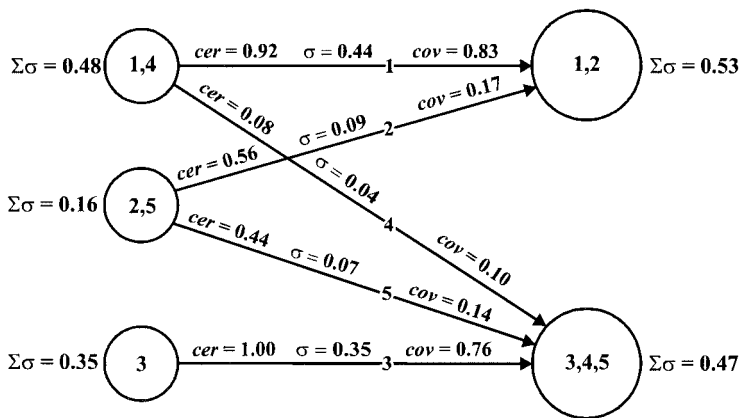 Σσ = 0.48 1,4 cer = 0.92 σ = 0.44 1 cov = 0.83 1,2 Σσ = 0.53
cer = 0.08 σ = 0.04 4 cov = 0.10
Σσ = 0.16 2,5 cer = 0.56 σ = 0.09 2 cov = 0.17
cer = 0.44 σ = 0.07 5 cov = 0.14
Σσ = 0.35 3 cer = 1.00 σ = 0.35 3 cov = 0.76 3,4,5 Σσ = 0.47